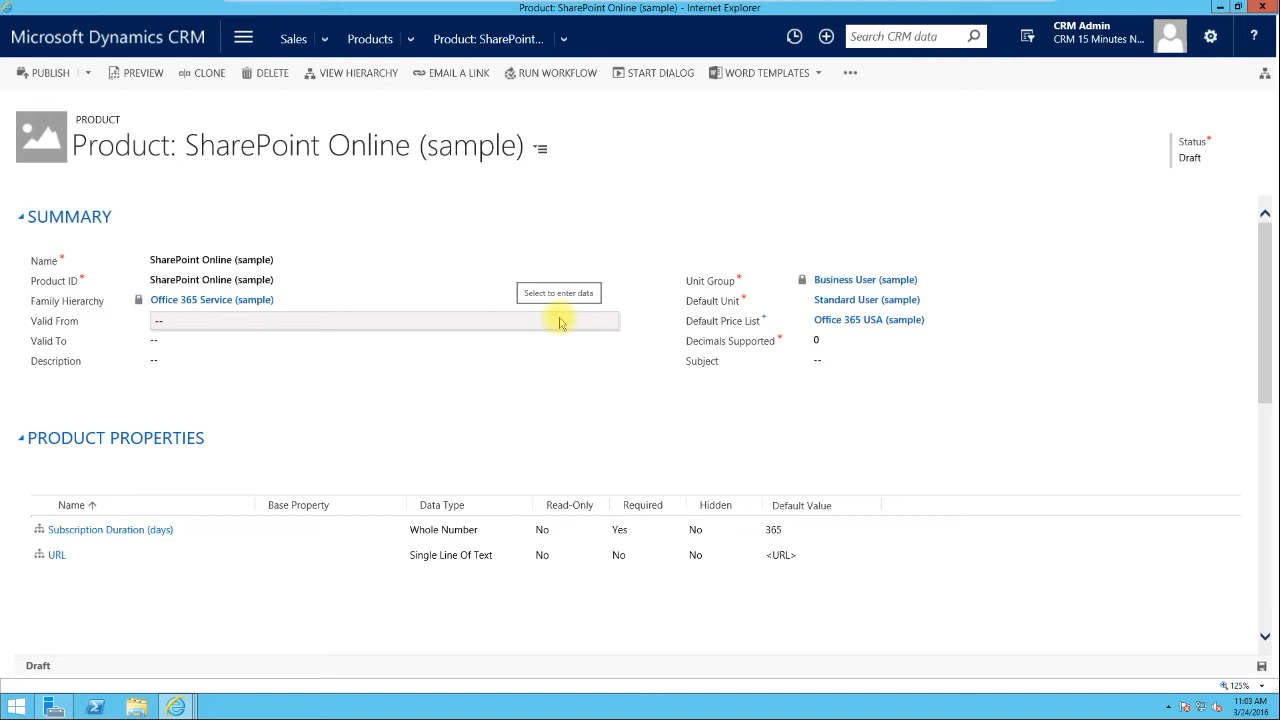 Product: SharePoint Online (sample) - Internet Explorer
Microsoft Dynamics CRM
Sales
Products
Product: SharePoint...
Search CRM data
CRM Admin
CRM 15 Minutes N...
?
PUBLISH
PREVIEW
CLONE
DELETE
VIEW HIERARCHY
EMAIL A LINK
RUN WORKFLOW
START DIALOG
WORD TEMPLATES
•••
PRODUCT
Product: SharePoint Online (sample)
Status*
Draft
SUMMARY
Name* SharePoint Online (sample)
Product ID* SharePoint Online (sample)
Family Hierarchy Office 365 Service (sample)
Valid From --
Valid To --
Description --
Select to enter data
Unit Group* Business User (sample)
Default Unit* Standard User (sample)
Default Price List+ Office 365 USA (sample)
Decimals Supported* 0
Subject --
PRODUCT PROPERTIES
Name Base Property Data Type Read-Only Required Hidden Default Value
Subscription Duration (days) Whole Number No Yes No 365
URL Single Line Of Text No No No <URL>
Draft
125%
11:03 AM
3/24/2016